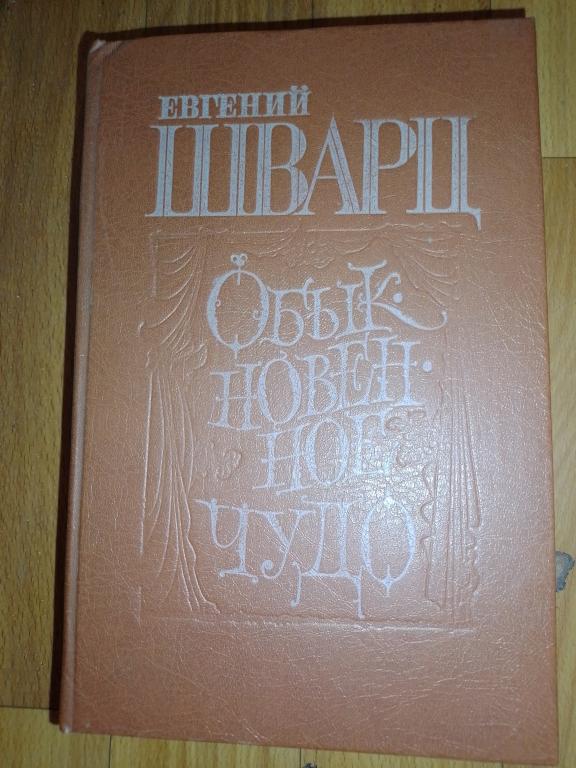 ЕВГЕНИЙ
ШВАРЦ
ОБЫК-
НОВЕН-
НОЕ
ЧУДО